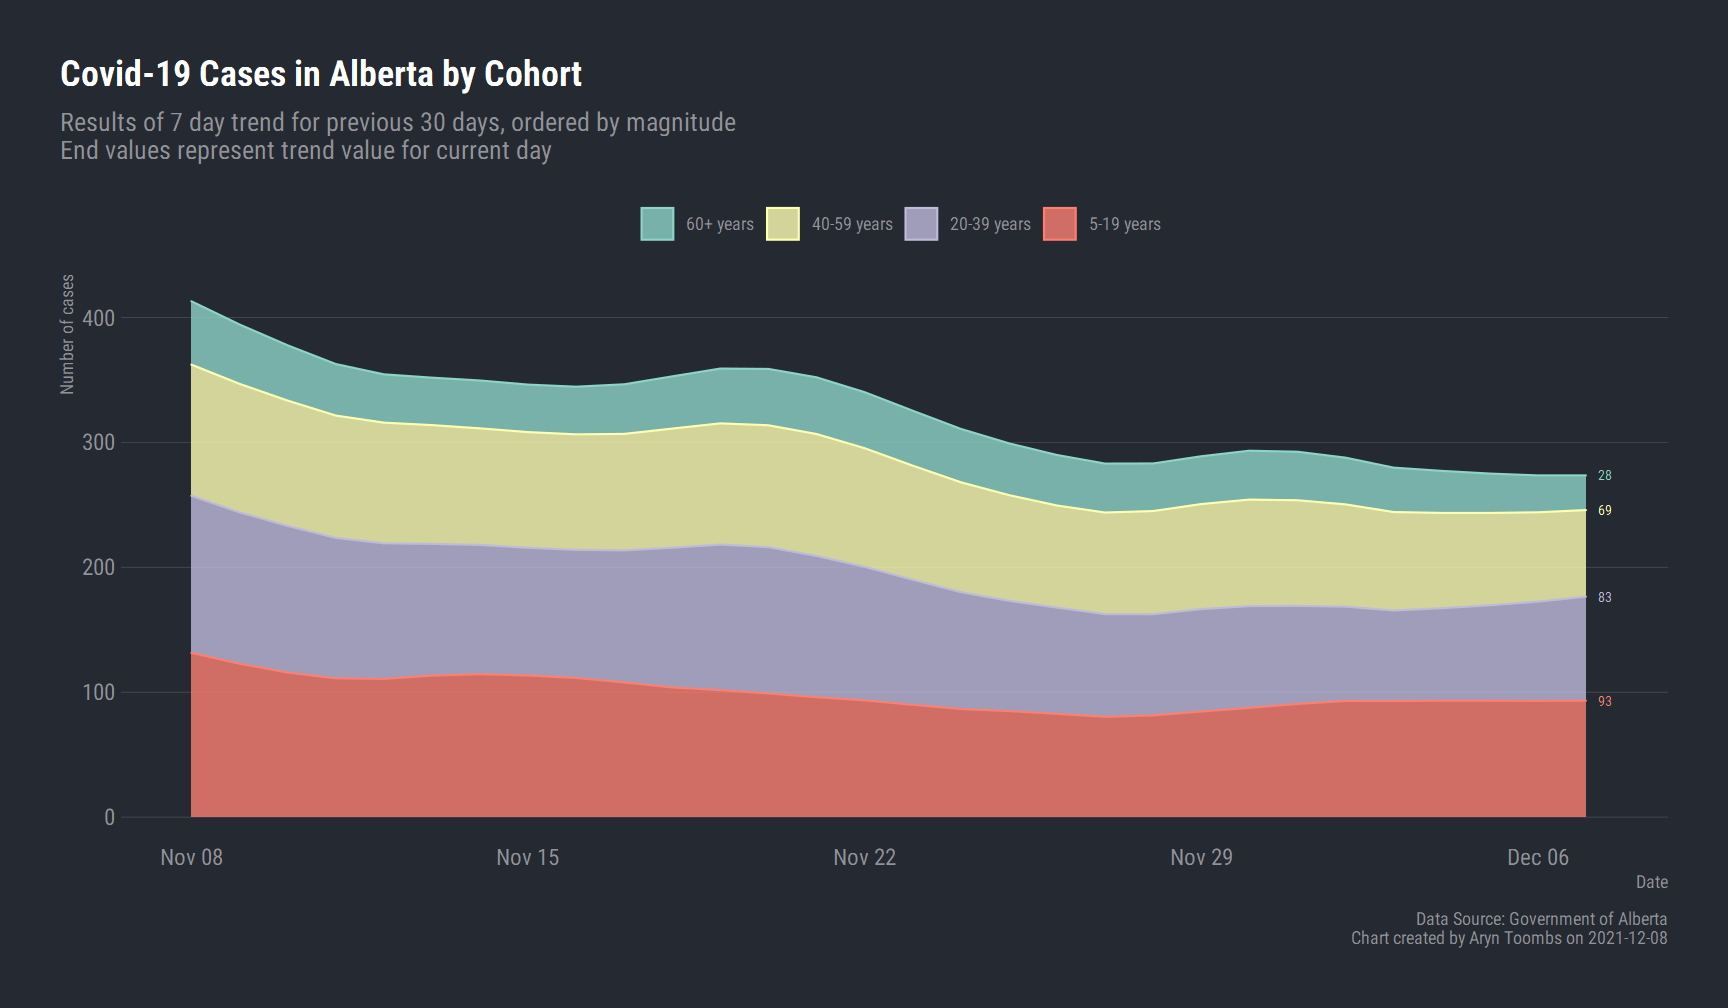 Covid-19 Cases in Alberta by Cohort
Results of 7 day trend for previous 30 days, ordered by magnitude
End values represent trend value for current day
60+ years 40-59 years 20-39 years 5-19 years
Number of cases
400
300
200
100
0
28
69
83
93
Nov 08 Nov 15 Nov 22 Nov 29 Dec 06
Date
Data Source: Government of Alberta
Chart created by Aryn Toombs on 2021-12-08